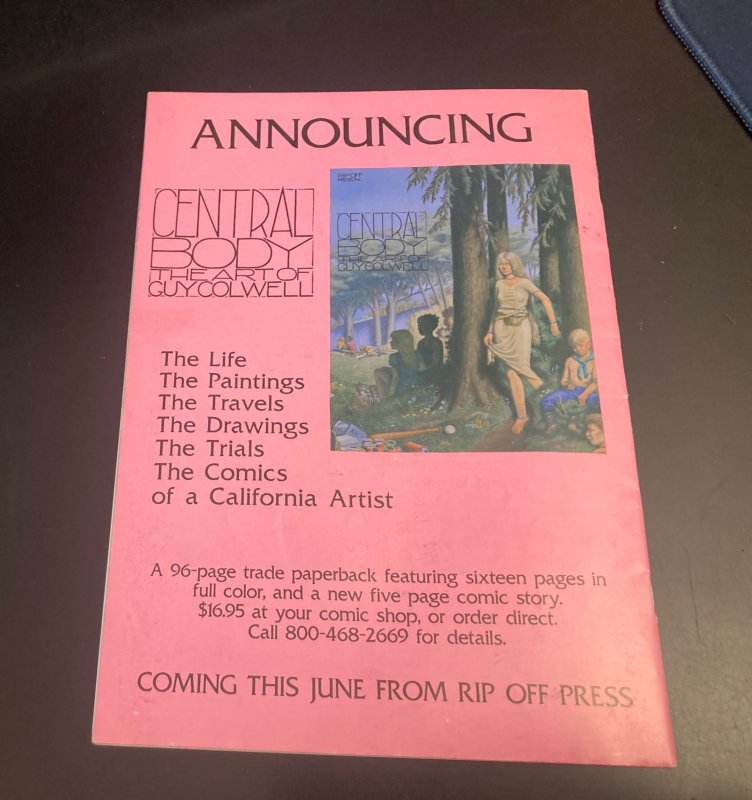 ANNOUNCING
CENTRAL
BODY
THE ART OF
GUY COLWELL
RIP OFF
PRESS INC.
CENTRAL
BODY
THE ART OF
GUY COLWELL
The Life
The Paintings
The Travels
The Drawings
The Trials
The Comics
of a California Artist
A 96-page trade paperback featuring sixteen pages in
full color, and a new five page comic story.
$16.95 at your comic shop, or order direct.
Call 800-468-2669 for details.
COMING THIS JUNE FROM RIP OFF PRESS